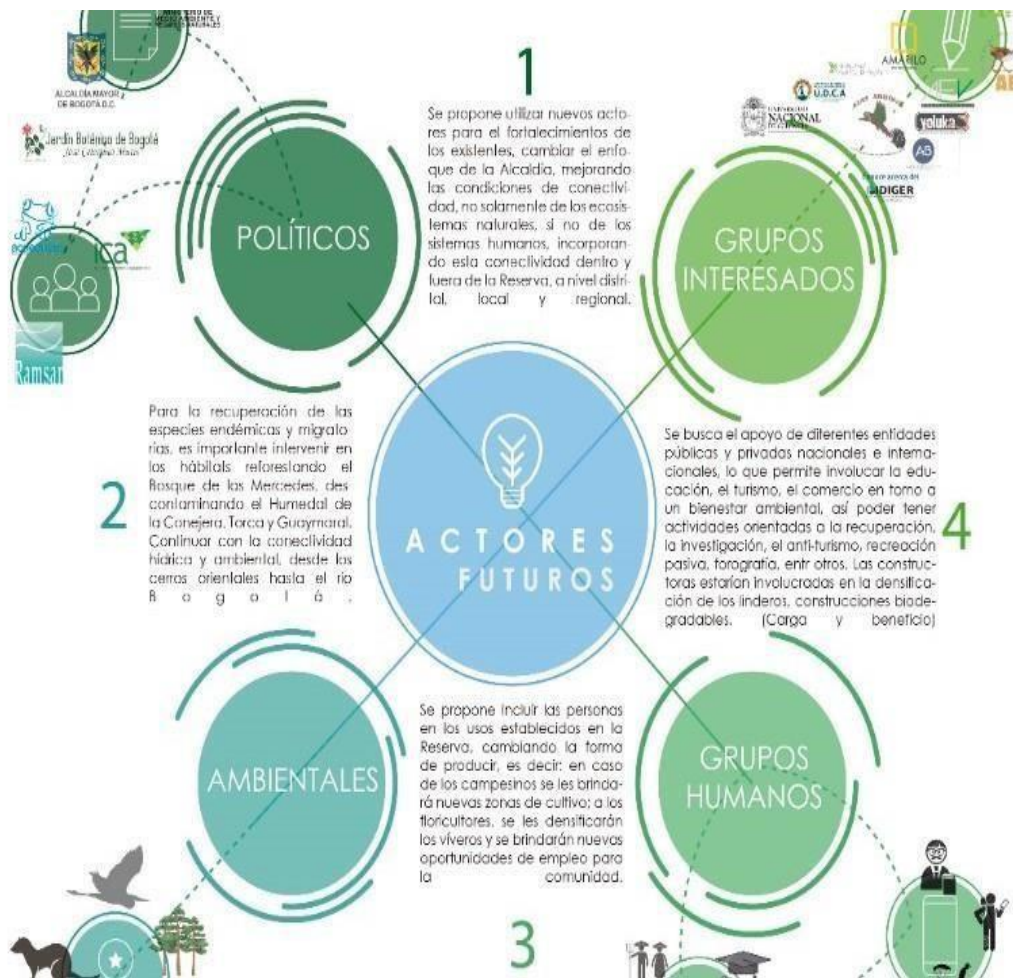 MEDIO AMBIENTE Y
ALCALDÍA MAYOR
DE BOGOTÁ D.C.
Jardín Botánico de Bogotá
José Celestino Mutis
ica
Ramsar
POLÍTICOS
1
Se propone utilizar nuevos acto-
res para el fortalecimientos de
los existentes, cambiar el enfo-
que de la Alcaldía, mejorando
las condiciones de conectivi-
dad, no solamente de los ecosis-
temas naturales, si no de los
sistemas humanos, incorporan-
do esta conectividad dentro y
fuera de la Reserva, a nivel distri-
tal, local y regional.
AMARILO
U.D.C.A
UNIVERSIDAD
NACIONAL
DE COLOMBIA
yoluka
AB
IDIGER
GRUPOS
INTERESADOS
2
Para la recuperación de las
especies endémicas y migrato
rias, es importante intervenir en
los hábitats reforestando el
Bosque de las Mercedes, des
contaminando el Humedal de
la Conejera, Torca y Guaymaral.
Continuar con la conectividad
hídrica y ambiental, desde los
cerros orientales hasta el río
B o g o t á .
ACTORES
FUTUROS
Se busca el apoyo de diferentes entidades
públicas y privadas nacionales e interna-
cionales, lo que permite involucrar la edu-
cación, el turismo, el comercio en torno a
un bienestar ambiental, así poder tener
actividades orientadas a la recuperación,
la investigación, el anti-turismo, recreación
pasiva, forografía, entr otros. Las construc-
toras estarían involucradas en la densifica-
ción de los linderos, construcciones biode-
gradables. (Carga y beneficio)
4
AMBIENTALES
Se propone incluir las personas
en los usos establecidos en la
Reserva, cambiando la forma
de producir, es decir: en caso
de los campesinos se les brinda-
rá nuevas zonas de cultivo; a los
floricultores, se les densificarán
los víveros y se brindarán nuevas
oportunidades de empleo para
la comunidad.
3
GRUPOS
HUMANOS